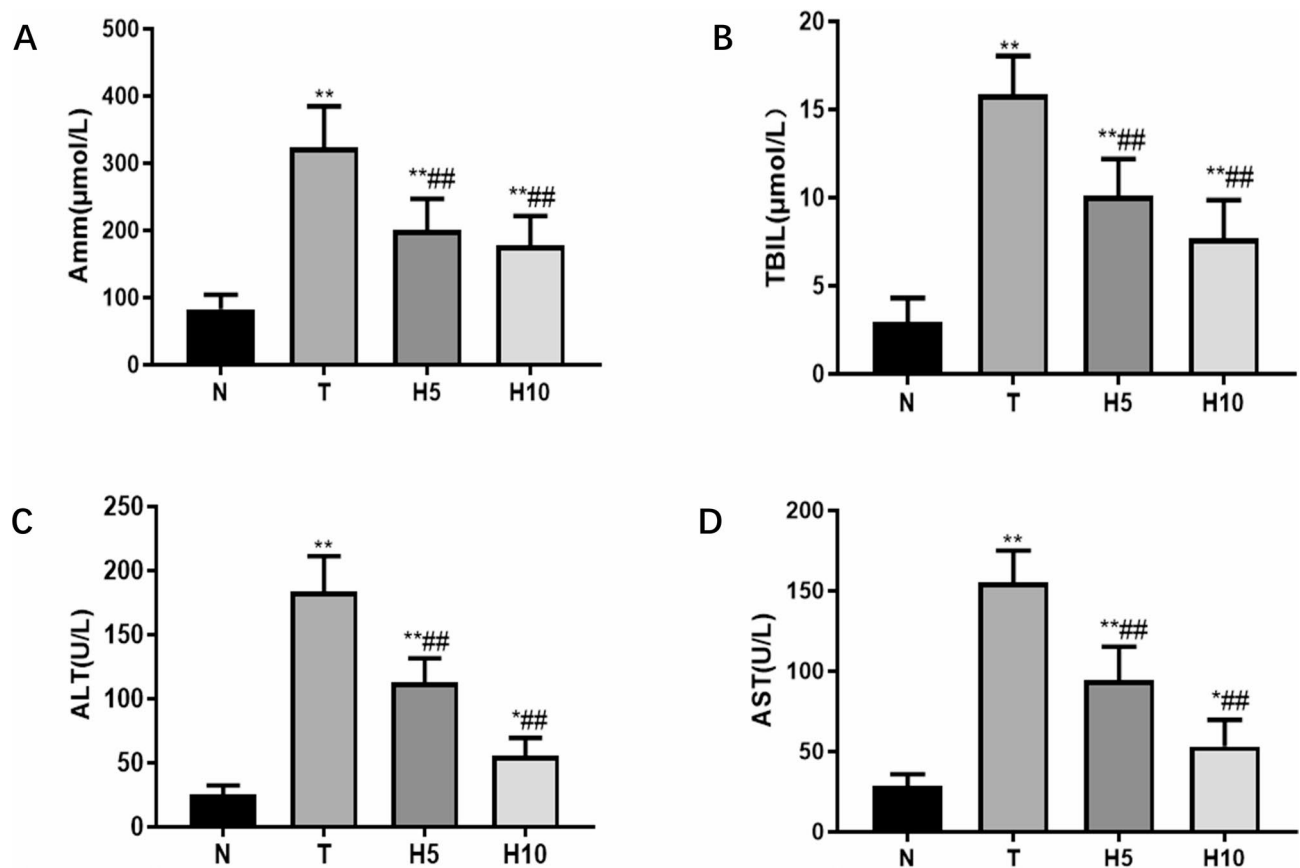 A
Amm(μmol/L)
500
400
300
200
100
0
**
**##
**##
N T H5 H10
B
TBIL(μmol/L）
20
15
10
5
0
**
**##
**##
N T H5 H10
C
ALT(U/L)
250
200
150
100
50
0
**
**##
*##
N T H5 H10
D
AST(U/L)
200
150
100
50
0
**
**##
*##
N T H5 H10